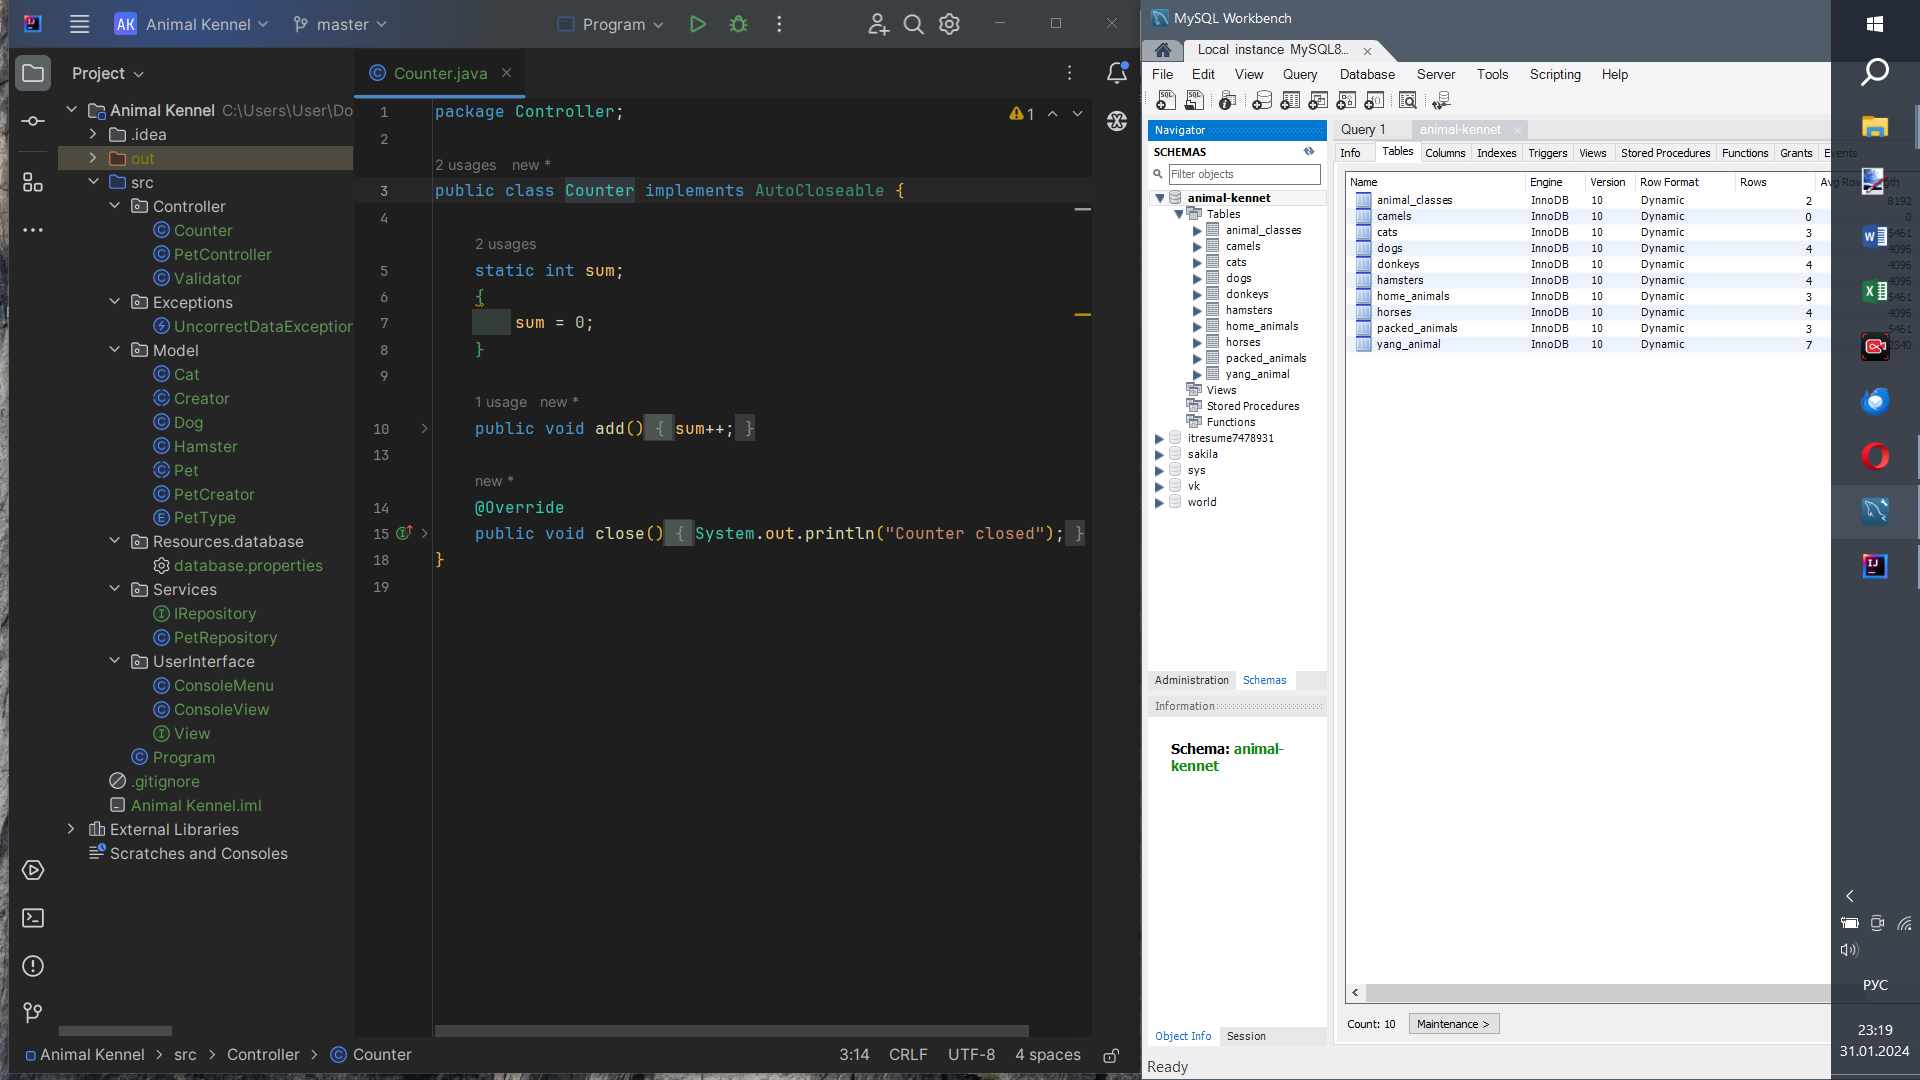 AK Animal Kennel master Program
Project
Counter.java
Animal Kennel C:\Users\User\Do
.idea
out
src
Controller
Counter
PetController
Validator
Exceptions
UncorrectDataException
Model
Cat
Creator
Dog
Hamster
Pet
PetCreator
PetType
Resources.database
database.properties
Services
IRepository
PetRepository
UserInterface
ConsoleMenu
ConsoleView
View
Program
.gitignore
Animal Kennel.iml
External Libraries
Scratches and Consoles
1 package Controller;
1
2
2 usages new *
3 public class Counter implements AutoCloseable {
4
2 usages
5 static int sum;
6 {
7 sum = 0;
8 }
9
1 usage new *
10 public void add() { sum++; }
13
new *
14 @Override
15 public void close() { System.out.println("Counter closed"); }
18 }
19
Animal Kennel > src > Controller > Counter
3:14 CRLF UTF-8 4 spaces
MySQL Workbench
Local instance MySQL8...
File Edit View Query Database Server Tools Scripting Help
Navigator
SCHEMAS
Filter objects
animal-kennet
Tables
animal_classes
camels
cats
dogs
donkeys
hamsters
home_animals
horses
packed_animals
yang_animal
Views
Stored Procedures
Functions
itresume7478931
sakila
sys
vk
world
Administration Schemas
Information
Schema: animal-
kennet
Object Info Session
Ready
Query 1 animal-kennet
Info Tables Columns Indexes Triggers Views Stored Procedures Functions Grants Events
Name Engine Version Row Format Rows
animal_classes InnoDB 10 Dynamic 2 8192
camels InnoDB 10 Dynamic 0 0
cats InnoDB 10 Dynamic 3 5461
dogs InnoDB 10 Dynamic 4 4096
donkeys InnoDB 10 Dynamic 4 4096
hamsters InnoDB 10 Dynamic 4 4096
home_animals InnoDB 10 Dynamic 3 5461
horses InnoDB 10 Dynamic 4 4096
packed_animals InnoDB 10 Dynamic 3 5461
yang_animal InnoDB 10 Dynamic 7 2340
Count: 10 Maintenance >
РУС
23:19
31.01.2024